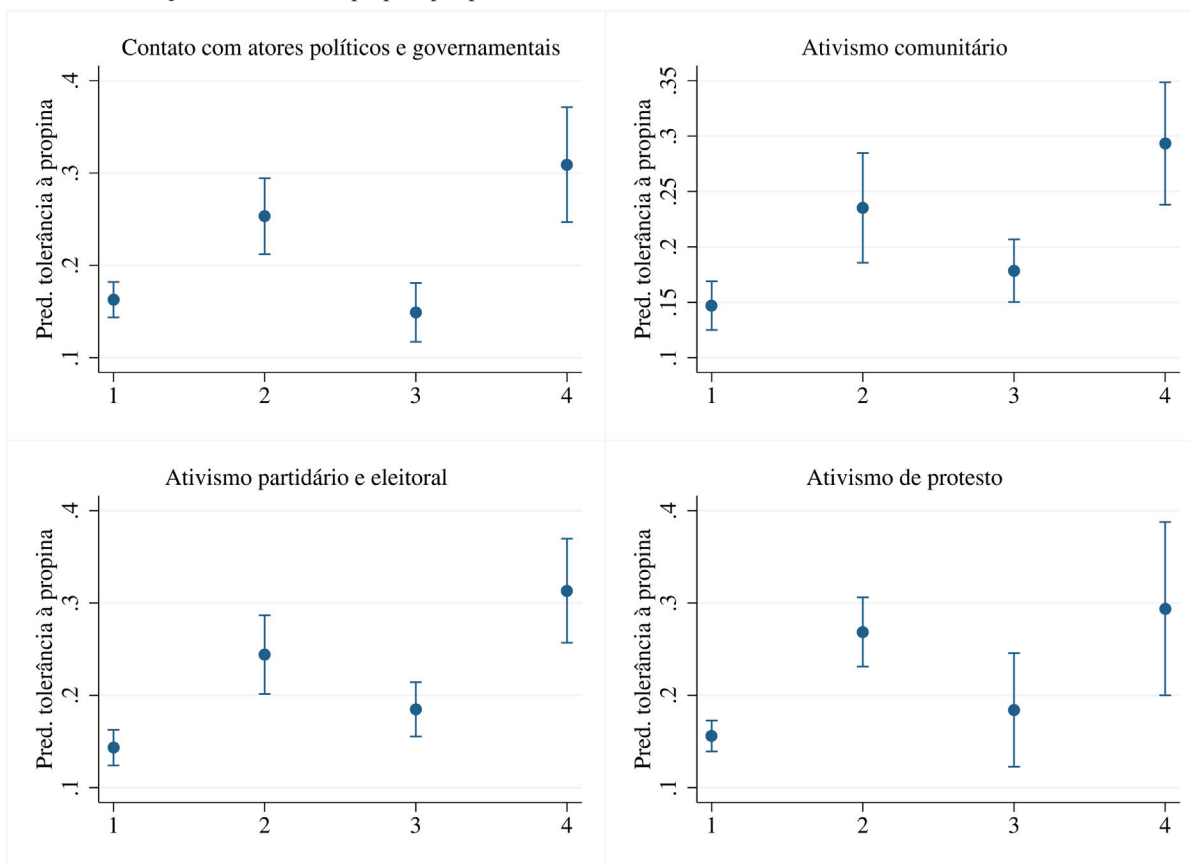 Contato com atores políticos e governamentais
Pred. tolerância à propina
.4
.3
.2
.1
1 2 3 4
Ativismo comunitário
Pred. tolerância à propina
.35
.3
.25
.2
.15
.1
1 2 3 4
Ativismo partidário e eleitoral
Pred. tolerância à propina
.4
.3
.2
.1
1 2 3 4
Ativismo de protesto
Pred. tolerância à propina
.4
.3
.2
.1
1 2 3 4